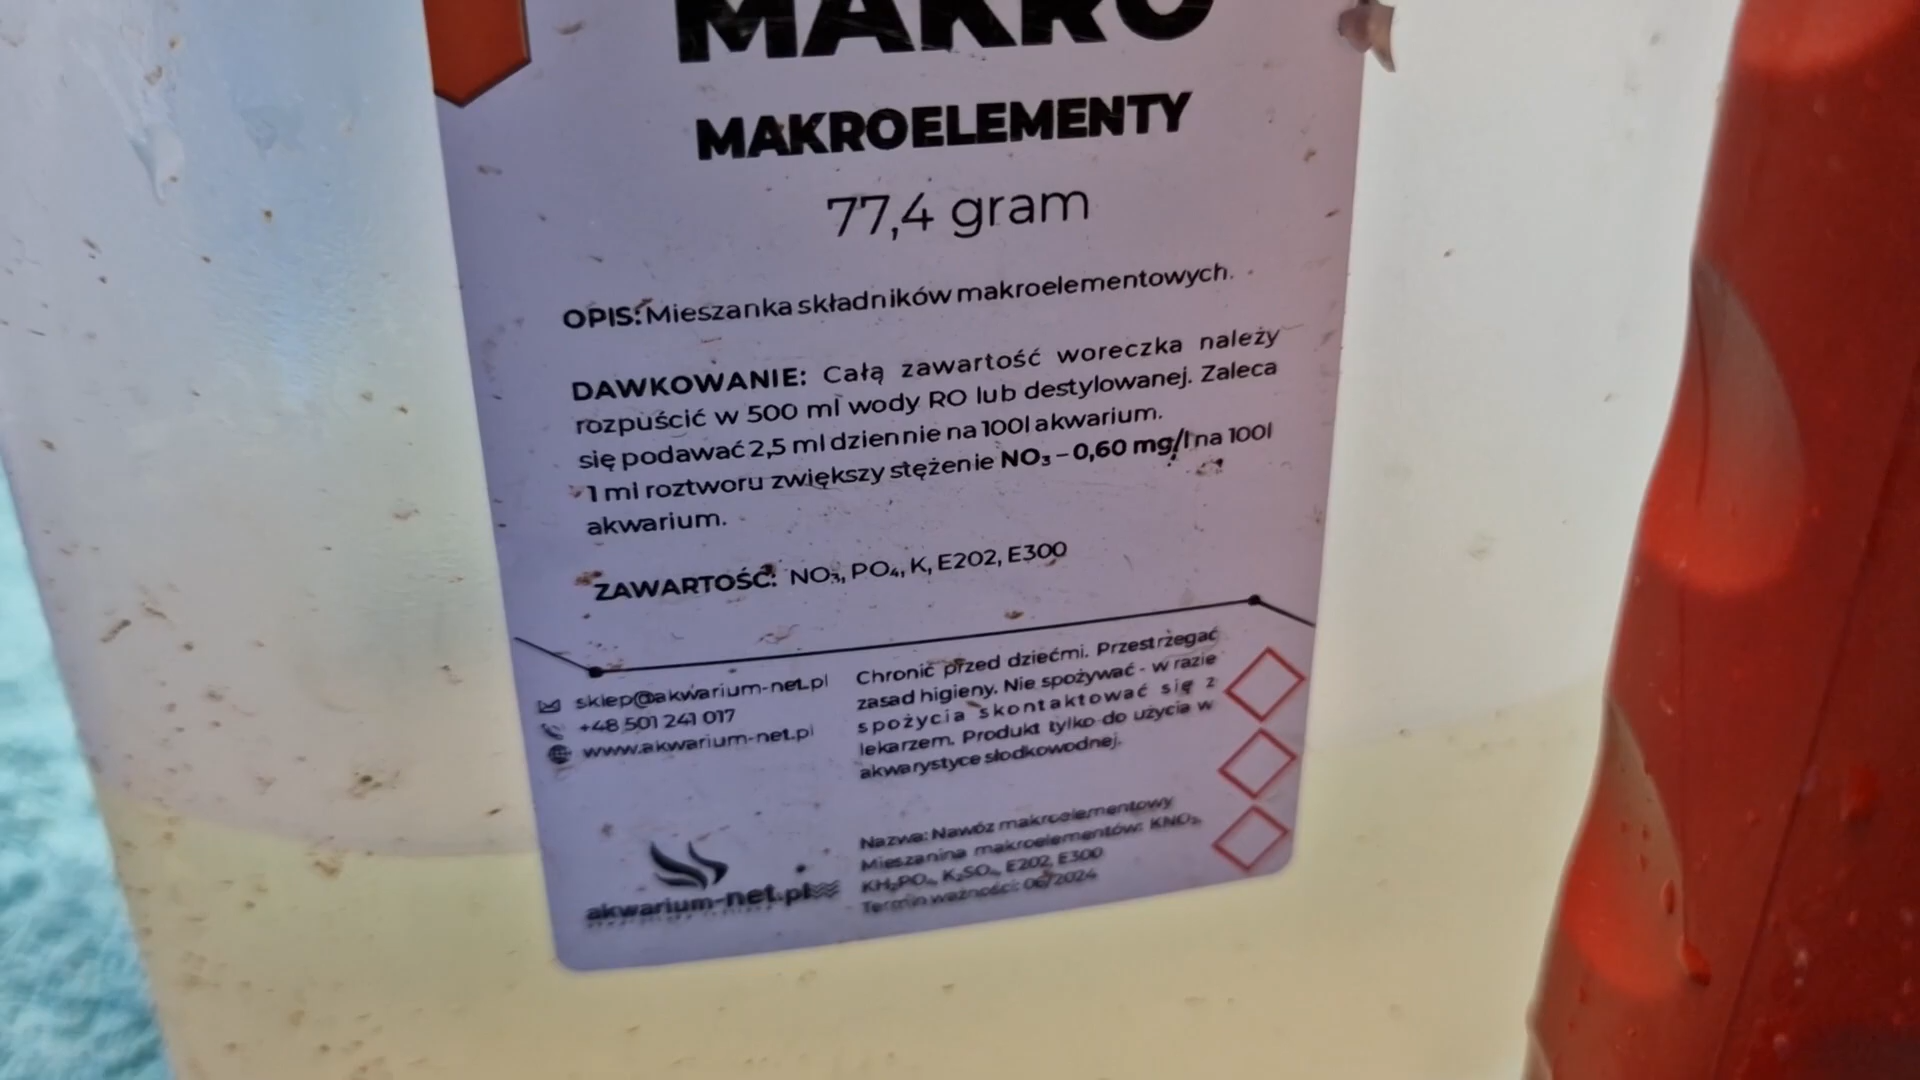 MAKRO
MAKROELEMENTY
77,4 gram
OPIS: Mieszanka składników makroelementowych.
DAWKOWANIE: Całą zawartość woreczka należy
rozpuścić w 500 ml wody RO lub destylowanej. Zaleca
się podawać 2,5 ml dziennie na 100l akwarium.
1 ml roztworu zwiększy stężenie NO₃ – 0,60 mg/l na 100l
akwarium.
ZAWARTOŚĆ: NO₃, PO₄, K, E202, E300
sklep@akwarium-net.pl
+48 501 241 017
www.akwarium-net.pl
akwarium-net.pl
Chronić przed dziećmi. Przestrzegać
zasad higieny. Nie spożywać - w razie
spożycia skontaktować się z
lekarzem. Produkt tylko do użycia w
akwarystyce słodkowodnej.
Nazwa: Nawóz makroelementowy
Mieszanina makroelementów: KNO₃,
KH₂PO₄, K₂SO₄, E202, E300
Termin ważności: 06/2024